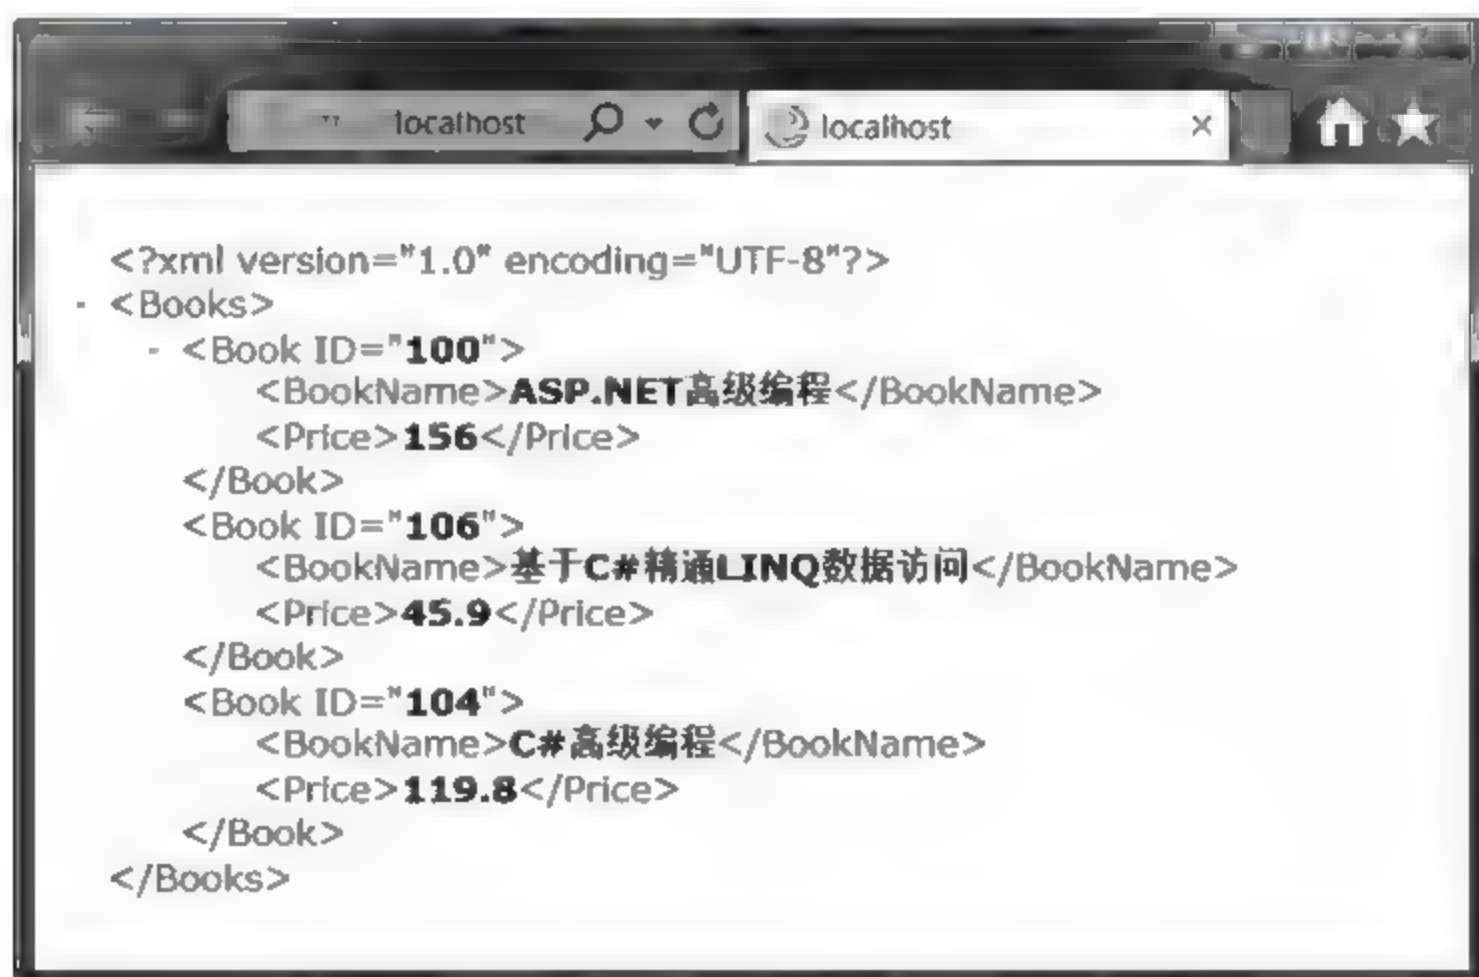 localhost
localhost
<?xml version="1.0" encoding="UTF-8"?>
- <Books>
- <Book ID="100">
<BookName>ASP.NET高级编程</BookName>
<Price>156</Price>
</Book>
<Book ID="106">
<BookName>基于C#精通LINQ数据访问</BookName>
<Price>45.9</Price>
</Book>
<Book ID="104">
<BookName>C#高级编程</BookName>
<Price>119.8</Price>
</Book>
</Books>